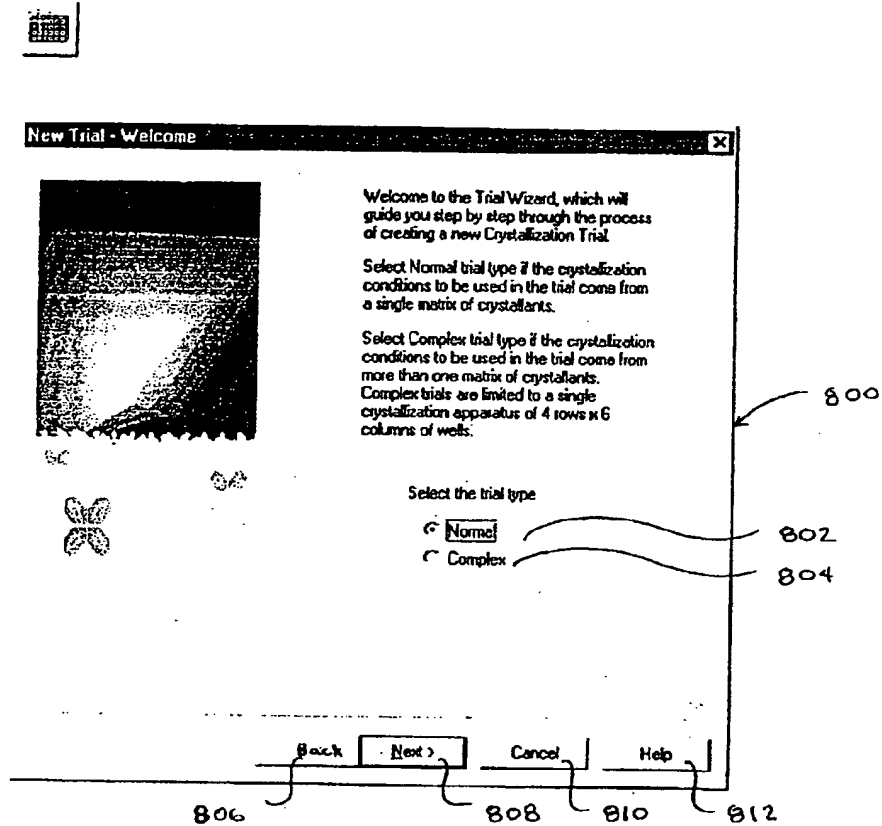 New Trial - Welcome
Welcome to the Trial Wizard, which will
guide you step by step through the process
of creating a new Crystallization Trial.
Select Normal trial type if the crystallization
conditions to be used in the trial come from
a single matrix of crystallants.
Select Complex trial type if the crystallization
conditions to be used in the trial come from
more than one matrix of crystallants.
Complex trials are limited to a single
crystallization apparatus of 4 rows x 6
columns of wells.
800
Select the trial type
Normal
802
Complex
804
Back
Next >
Cancel
Help
806
808
810
812